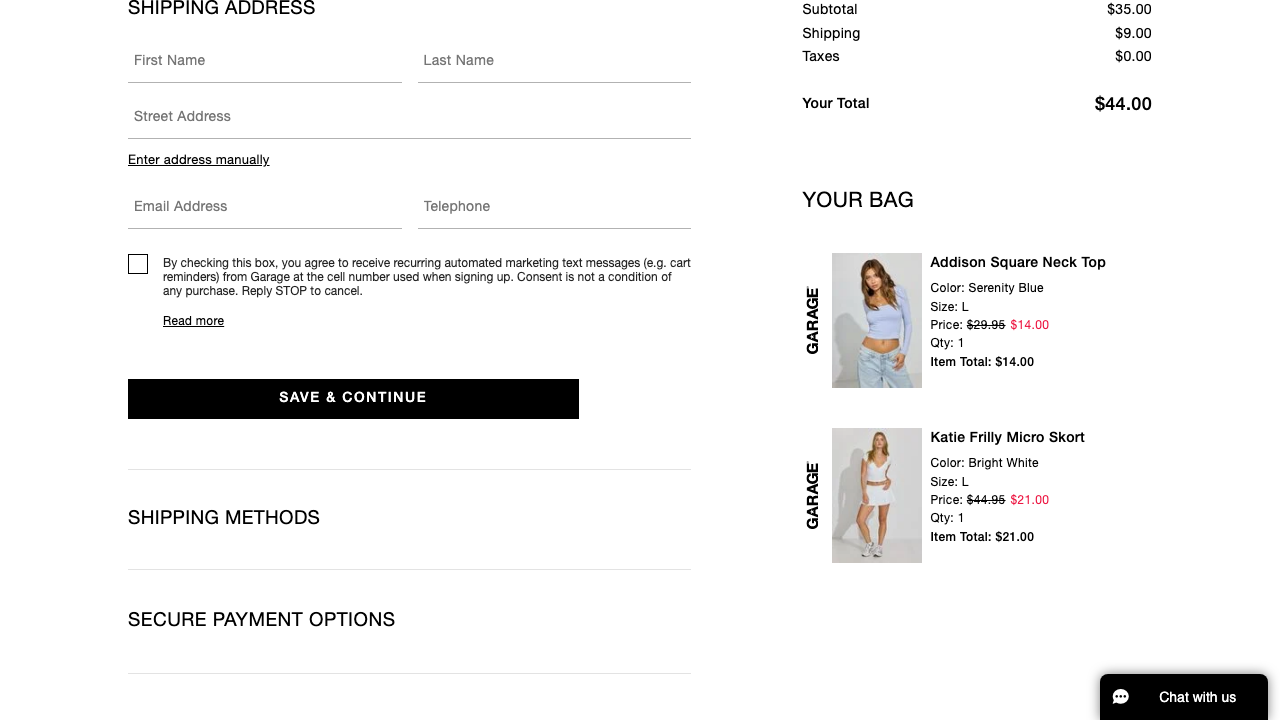 SHIPPING ADDRESS
First Name
Last Name
Street Address
Enter address manually
Email Address
Telephone
By checking this box, you agree to receive recurring automated marketing text messages (e.g. cart
reminders) from Garage at the cell number used when signing up. Consent is not a condition of
any purchase. Reply STOP to cancel.
Read more
SAVE & CONTINUE
SHIPPING METHODS
SECURE PAYMENT OPTIONS
Subtotal $35.00
Shipping $9.00
Taxes $0.00
Your Total $44.00
YOUR BAG
GARAGE
Addison Square Neck Top
Color: Serenity Blue
Size: L
Price: $29.95 $14.00
Qty: 1
Item Total: $14.00
GARAGE
Katie Frilly Micro Skort
Color: Bright White
Size: L
Price: $44.95 $21.00
Qty: 1
Item Total: $21.00
Chat with us